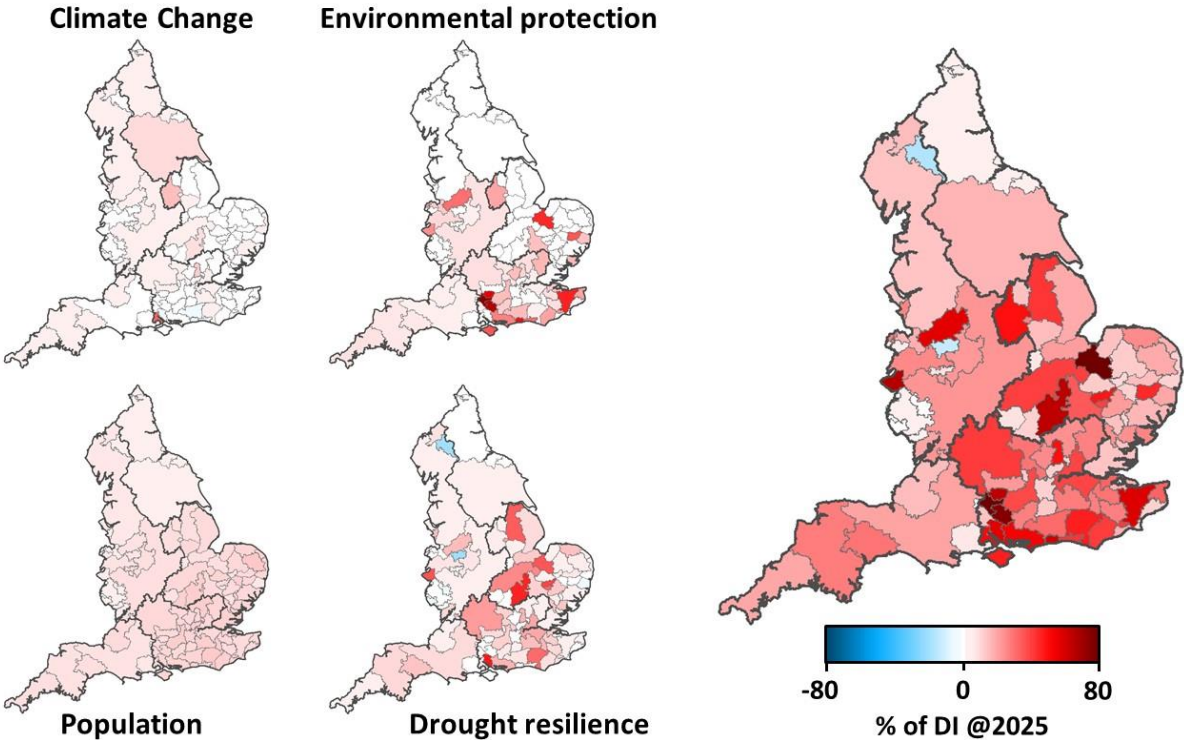 Climate Change
Environmental protection
Population
Drought resilience
-80 0 80
% of DI @2025